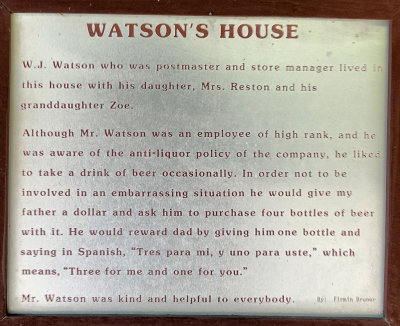 WATSON'S HOUSE
W.J. Watson who was postmaster and store manager lived in
this house with his daughter, Mrs. Reston and his
granddaughter Zoe.
Although Mr. Watson was an employee of high rank, and he
was aware of the anti-liquor policy of the company, he liked
to take a drink of beer occasionally. In order not to be
involved in an embarrassing situation he would give my
father a dollar and ask him to purchase four bottles of beer
with it. He would reward dad by giving him one bottle and
saying in Spanish, "Tres para mi, y uno para uste," which
means, "Three for me and one for you."
Mr. Watson was kind and helpful to everybody.
By: Firmin Bruner